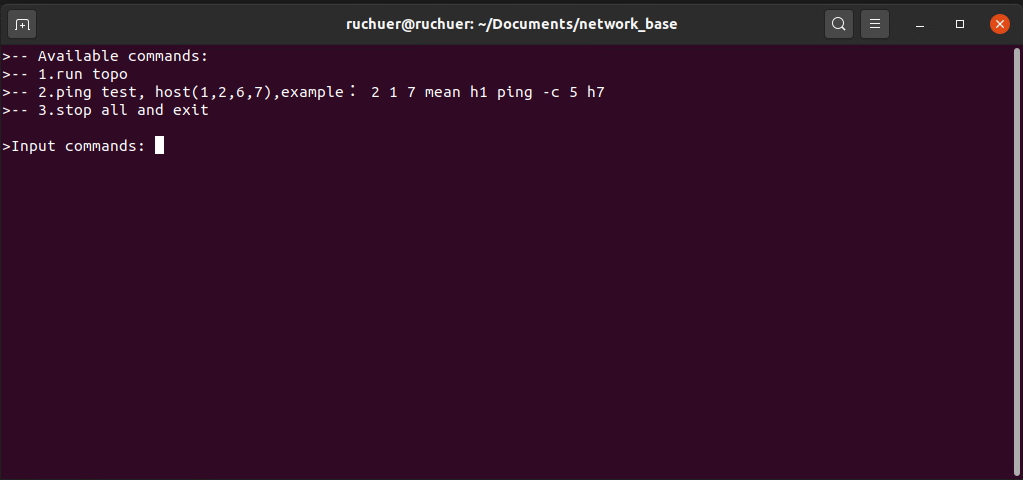 ruchuer@ruchuer: ~/Documents/network_base
>-- Available commands:
>-- 1.run topo
>-- 2.ping test, host(1,2,6,7),example： 2 1 7 mean h1 ping -c 5 h7
>-- 3.stop all and exit
>Input commands: